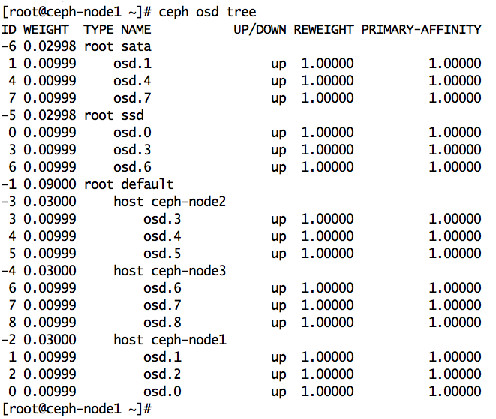 [root@ceph-node1 ~]# ceph osd tree
ID WEIGHT  TYPE NAME           UP/DOWN REWEIGHT PRIMARY-AFFINITY
-6 0.02998 root sata
 1 0.00999     osd.1                up  1.00000          1.00000
 4 0.00999     osd.4                up  1.00000          1.00000
 7 0.00999     osd.7                up  1.00000          1.00000
-5 0.02998 root ssd
 0 0.00999     osd.0                up  1.00000          1.00000
 3 0.00999     osd.3                up  1.00000          1.00000
 6 0.00999     osd.6                up  1.00000          1.00000
-1 0.09000 root default
-3 0.03000     host ceph-node2
 3 0.00999         osd.3            up  1.00000          1.00000
 4 0.00999         osd.4            up  1.00000          1.00000
 5 0.00999         osd.5            up  1.00000          1.00000
-4 0.03000     host ceph-node3
 6 0.00999         osd.6            up  1.00000          1.00000
 7 0.00999         osd.7            up  1.00000          1.00000
 8 0.00999         osd.8            up  1.00000          1.00000
-2 0.03000     host ceph-node1
 1 0.00999         osd.1            up  1.00000          1.00000
 2 0.00999         osd.2            up  1.00000          1.00000
 0 0.00999         osd.0            up  1.00000          1.00000
[root@ceph-node1 ~]#